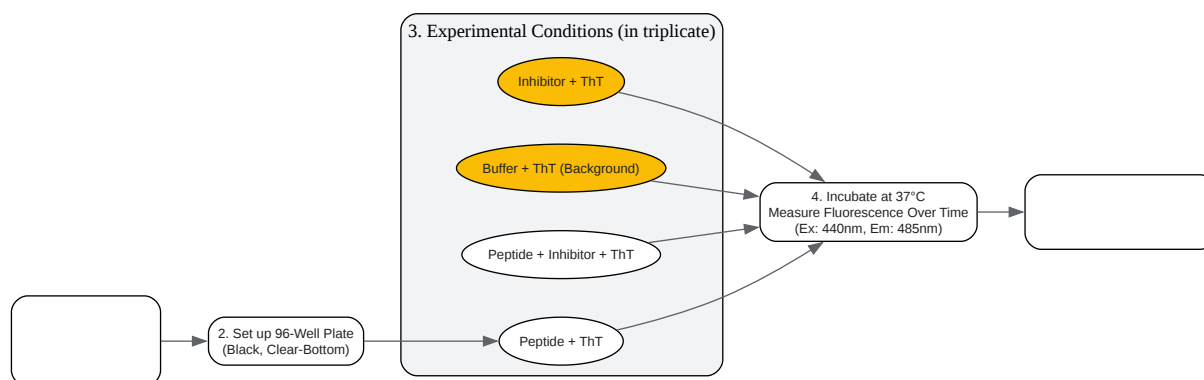 3. Experimental Conditions (in triplicate)
Inhibitor + ThT
Buffer + ThT (Background)
Peptide + Inhibitor + ThT
Peptide + ThT
2. Set up 96-Well Plate
(Black, Clear-Bottom)
4. Incubate at 37°C
Measure Fluorescence Over Time
(Ex: 440nm, Em: 485nm)